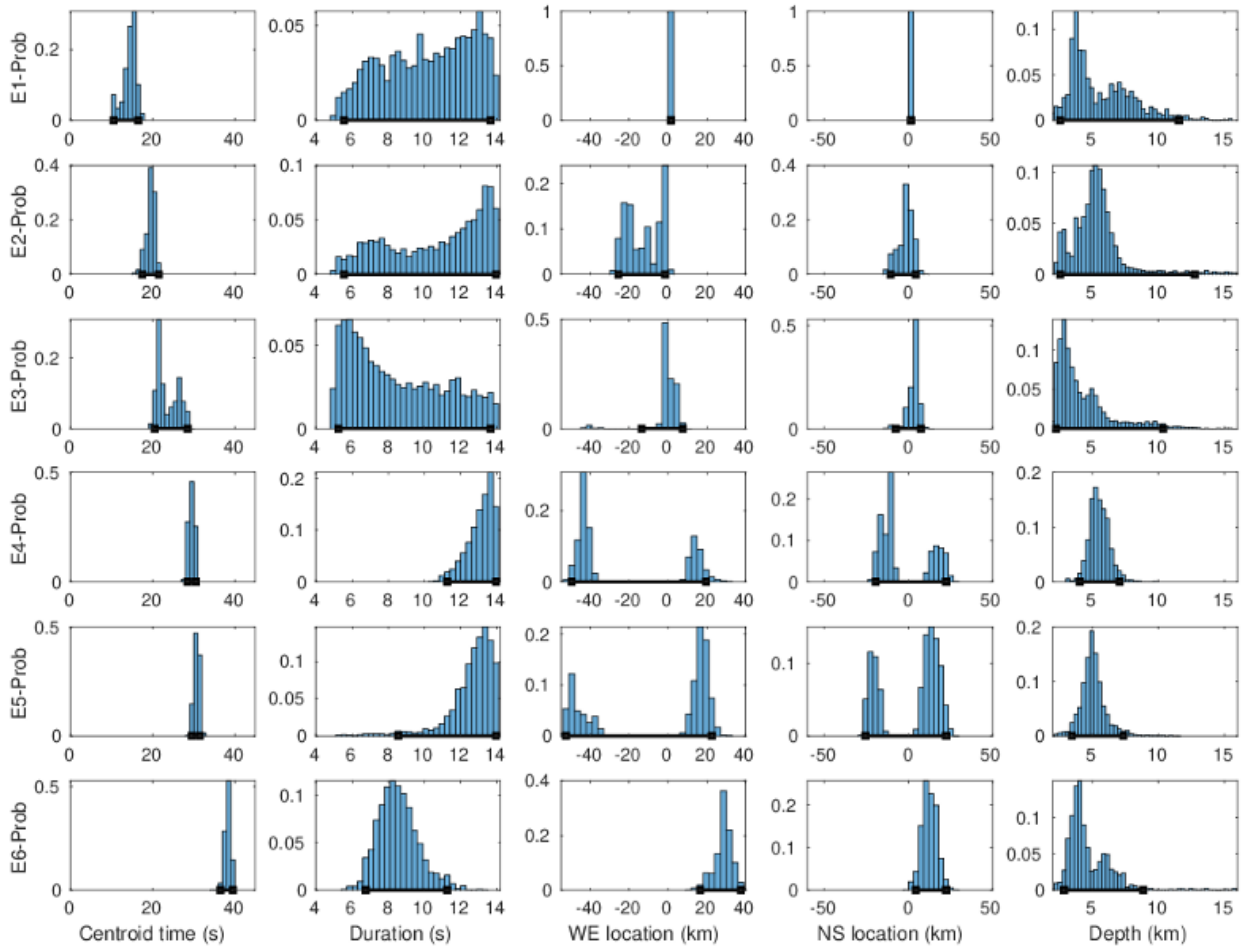 E1-Prob 0.2 0 0.05 0 1 0.5 0 1 0.5 0 0.1 0.05 0
0 20 40 4 6 8 10 12 14 -40 -20 0 20 40 -50 0 50 5 10 15
E2-Prob 0.4 0.2 0 0.1 0.05 0 0.2 0.1 0 0.4 0.2 0 0.1 0.05 0
0 20 40 4 6 8 10 12 14 -40 -20 0 20 40 -50 0 50 5 10 15
E3-Prob 0.2 0 0.05 0 0.5 0 0.5 0 0.1 0.05 0
0 20 40 4 6 8 10 12 14 -40 -20 0 20 40 -50 0 50 5 10 15
E4-Prob 0.5 0 0.2 0.1 0 0.2 0 0.2 0.1 0 0.2 0.1 0
0 20 40 4 6 8 10 12 14 -40 -20 0 20 40 -50 0 50 5 10 15
E5-Prob 0.5 0 0.1 0.05 0 0.2 0.1 0 0.1 0 0.2 0.1 0
0 20 40 4 6 8 10 12 14 -40 -20 0 20 40 -50 0 50 5 10 15
E6-Prob 0.5 0 0.1 0.05 0 0.4 0.2 0 0.2 0.1 0 0.1 0.05 0
0 20 40 4 6 8 10 12 14 -40 -20 0 20 40 -50 0 50 5 10 15
Centroid time (s) Duration (s) WE location (km) NS location (km) Depth (km)